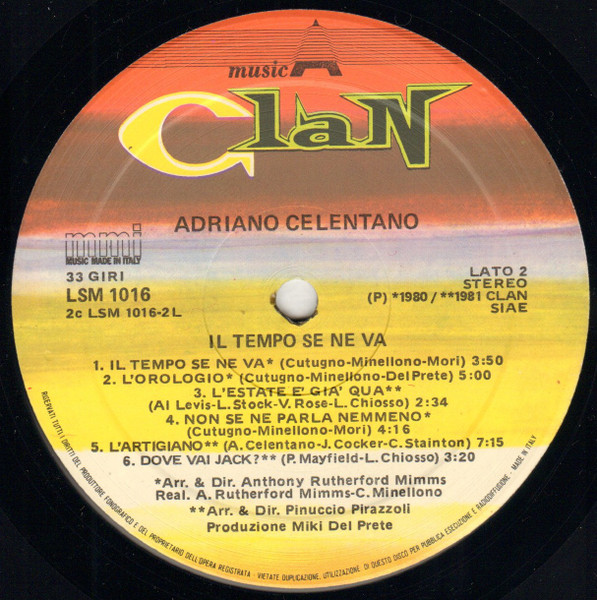 music
ClaN
ADRIANO CELENTANO
mmi
MUSIC MADE IN ITALY
33 GIRI
LSM 1016
2c LSM 1016-2L
LATO 2
STEREO
(P) *1980 / **1981 CLAN
SIAE
IL TEMPO SE NE VA
1. IL TEMPO SE NE VA* (Cutugno-Minellono-Mori) 3:50
2. L'OROLOGIO* (Cutugno-Minellono-Del Prete) 5:00
3. L'ESTATE E' GIA' QUA**
(Al Levis-L. Stock-V. Rose-L. Chiosso) 2:34
4. NON SE NE PARLA NEMMENO*
(Cutugno-Minellono-Mori) 4:16
5. L'ARTIGIANO** (A. Celentano-J. Cocker-C. Stainton) 7:15
6. DOVE VAI JACK?** (P. Mayfield-L. Chiosso) 3:20
*Arr. & Dir. Anthony Rutherford Mimms
Real. A. Rutherford Mimms-C. Minellono
**Arr. & Dir. Pinuccio Pirazzoli
Produzione Miki Del Prete
RISERVATI TUTTI I DIRITTI DEL PRODUTTORE FONOGRAFICO E DEL PROPRIETARIO DELL'OPERA REGISTRATA - VIETATE DUPLICAZIONE, UTILIZZAZIONE DI QUESTO DISCO PER PUBBLICA ESECUZIONE E RADIODIFFUSIONE. - MADE IN ITALY